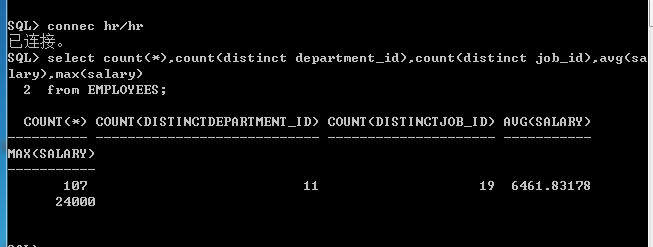 SQL> connec hr/hr
已连接。
SQL> select count(*),count(distinct department_id),count(distinct job_id),avg(sa
lary),max(salary)
  2  from EMPLOYEES;
  COUNT(*) COUNT(DISTINCTDEPARTMENT_ID) COUNT(DISTINCTJOB_ID) AVG(SALARY)
---------- ---------------------------- --------------------- -----------
MAX(SALARY)
-----------
       107                           11                    19  6461.83178
      24000
SQL>